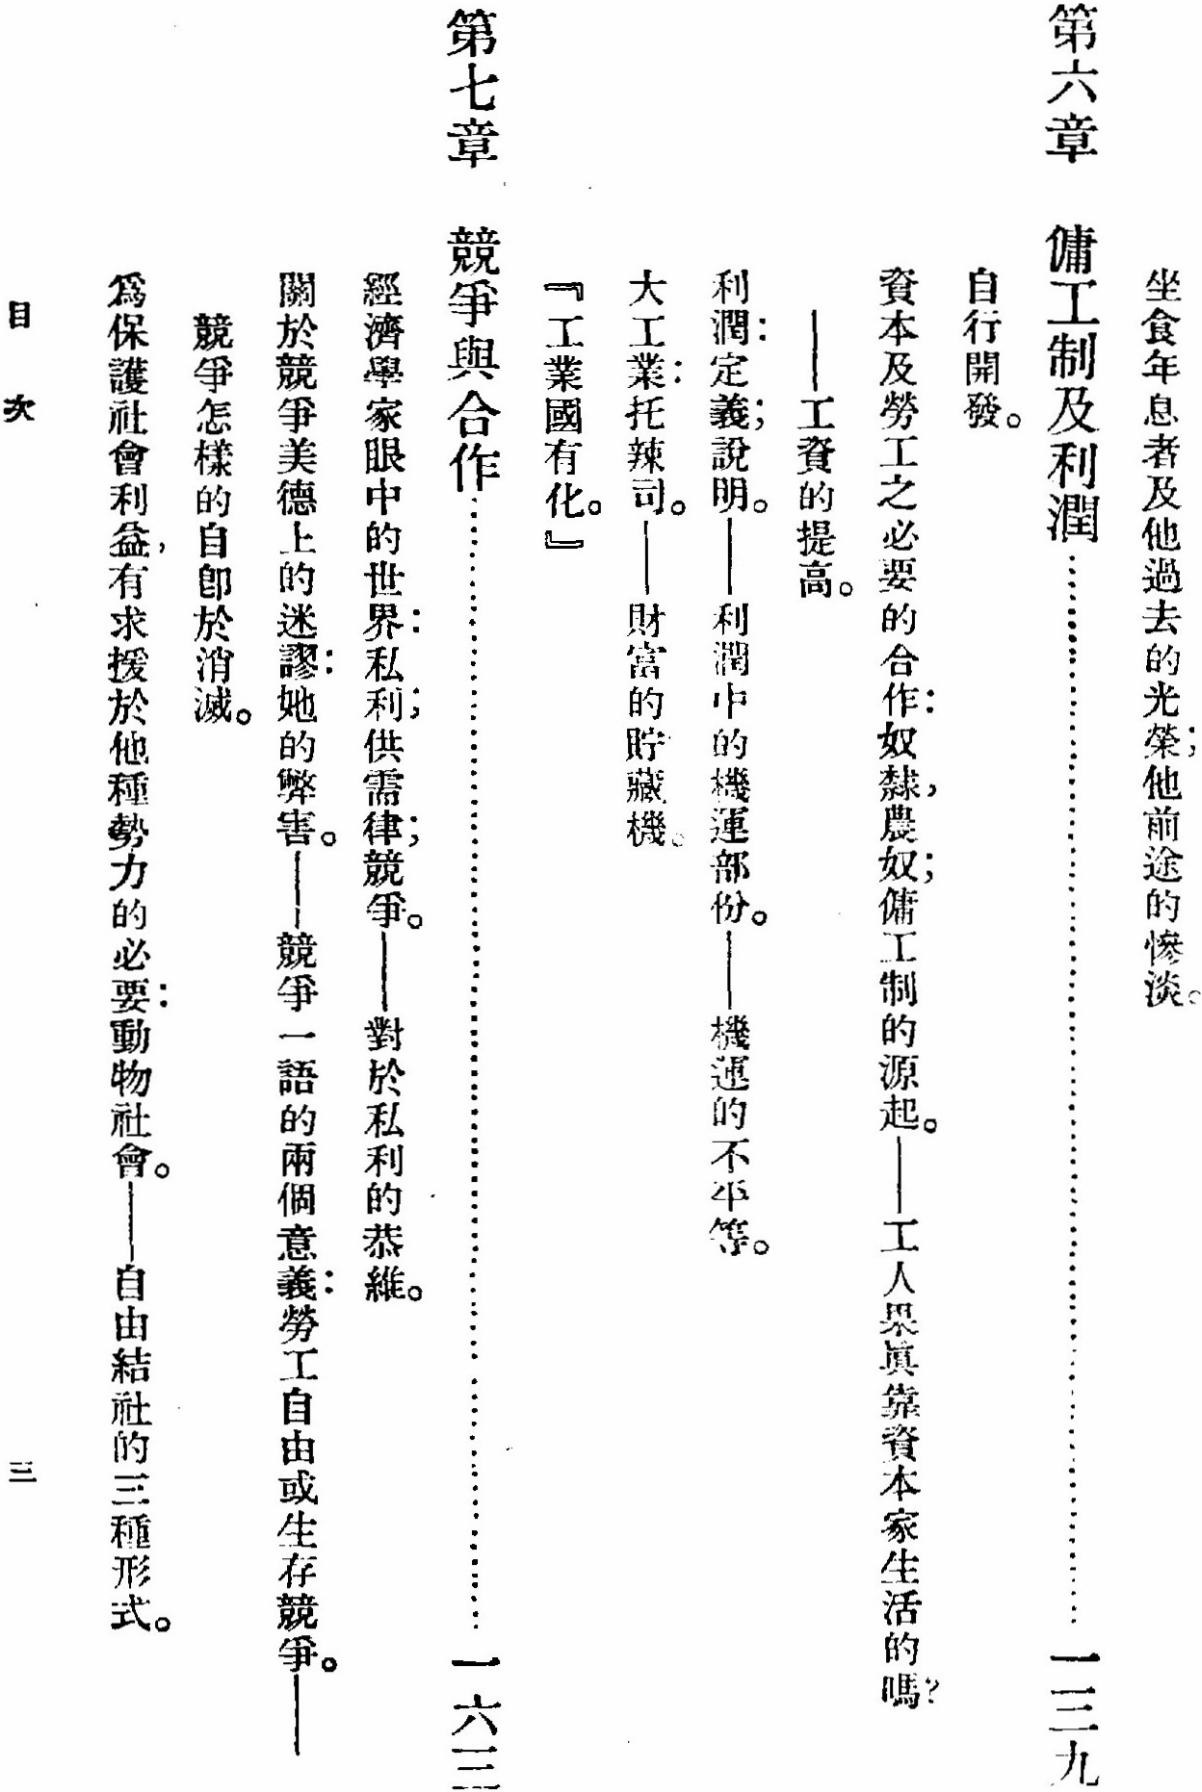 坐食年息者及他過去的光榮；他前途的慘淡。
第六章　傭工制及利潤……………………………一三九
自行開發。
資本及勞工之必要的合作：奴隸，農奴；傭工制的源起。——工人果眞靠資本家生活的嗎？
——工資的提高。
利潤：定義；說明。——利潤中的機運部份。——機運的不平等。
大工業：托辣司。——財富的貯藏機。
『工業國有化。』
第七章　競爭與合作……………………………一六三
經濟學家眼中的世界：私利；供需律；競爭。——對於私利的恭維。
關於競爭美德上的迷謬：她的弊害。——競爭一語的兩個意義：勞工自由或生存競爭。——
競爭怎樣的自卽於消滅。
爲保護社會利益，有求援於他種勢力的必要：動物社會。——自由結社的三種形式。
目次
三